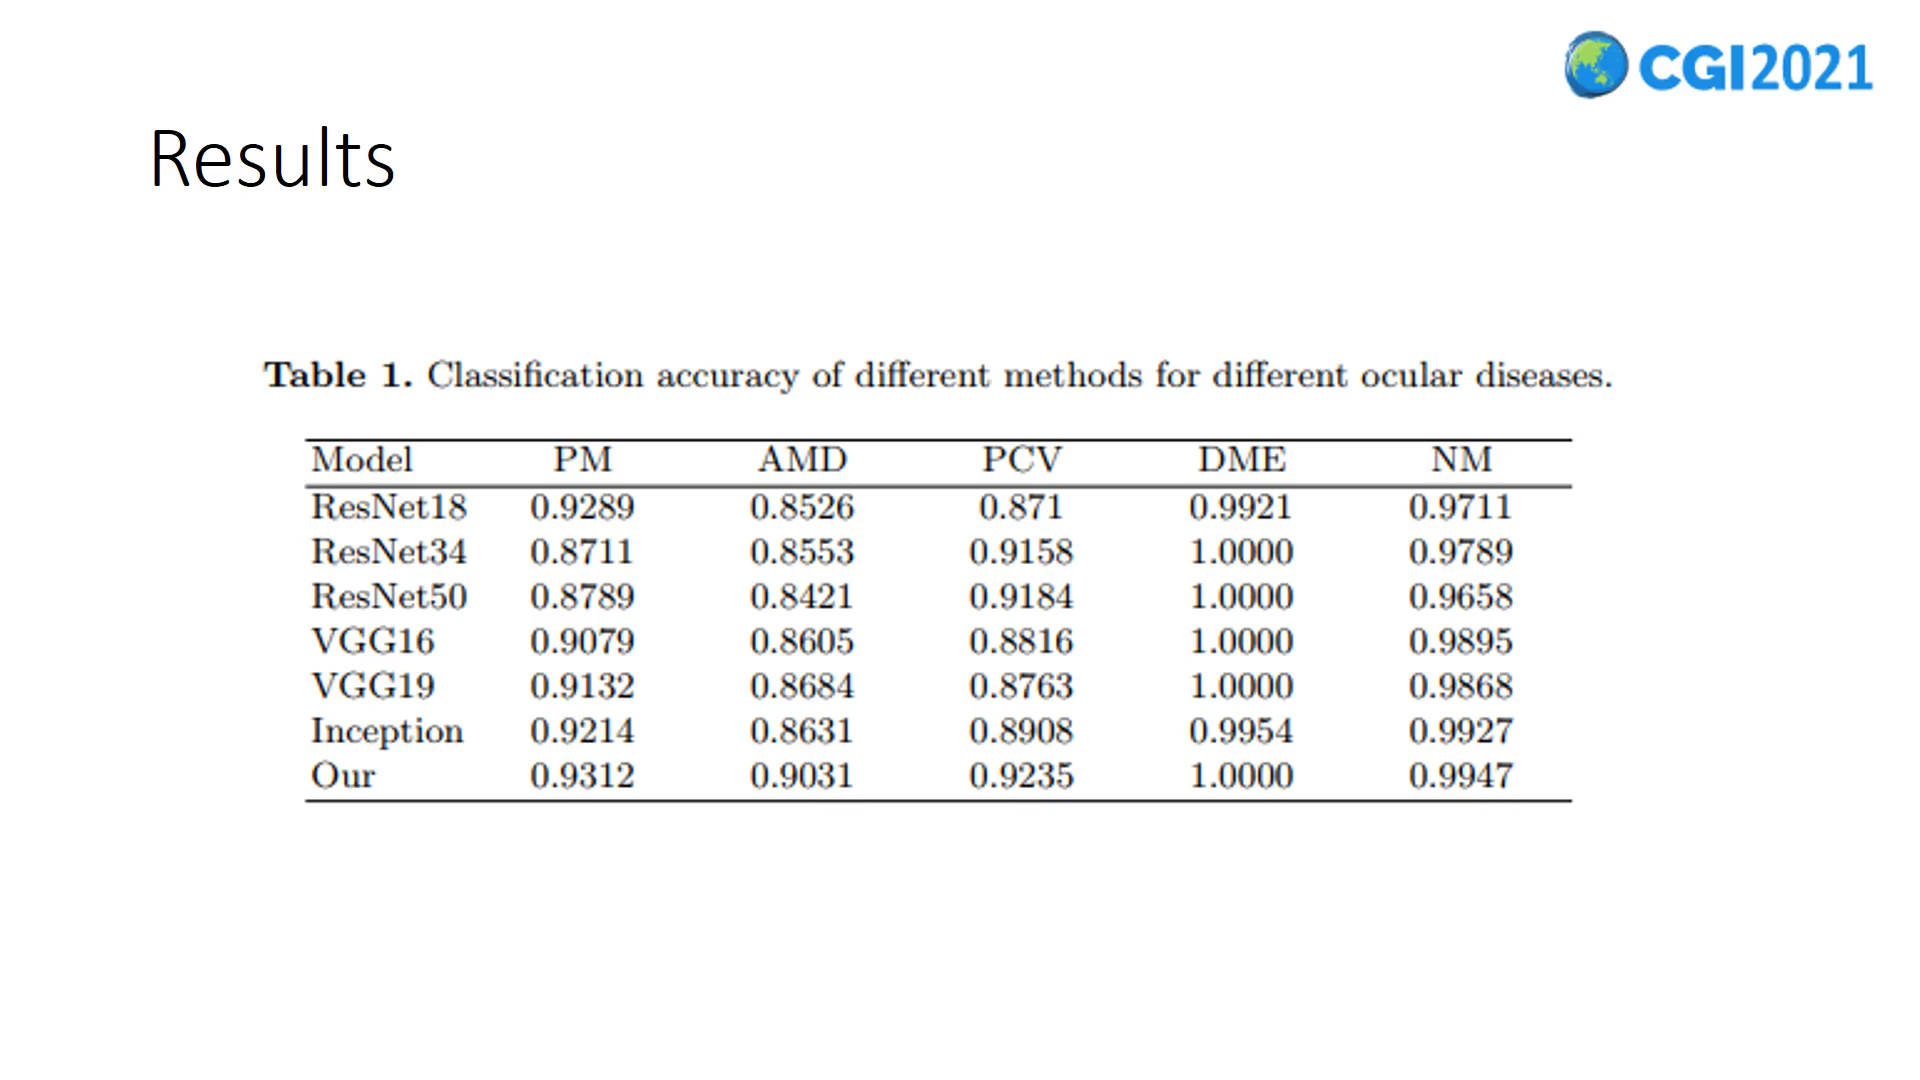 CGI2021
Results
Table 1. Classification accuracy of different methods for different ocular diseases.
Model PM AMD PCV DME NM
ResNet18 0.9289 0.8526 0.871 0.9921 0.9711
ResNet34 0.8711 0.8553 0.9158 1.0000 0.9789
ResNet50 0.8789 0.8421 0.9184 1.0000 0.9658
VGG16 0.9079 0.8605 0.8816 1.0000 0.9895
VGG19 0.9132 0.8684 0.8763 1.0000 0.9868
Inception 0.9214 0.8631 0.8908 0.9954 0.9927
Our 0.9312 0.9031 0.9235 1.0000 0.9947